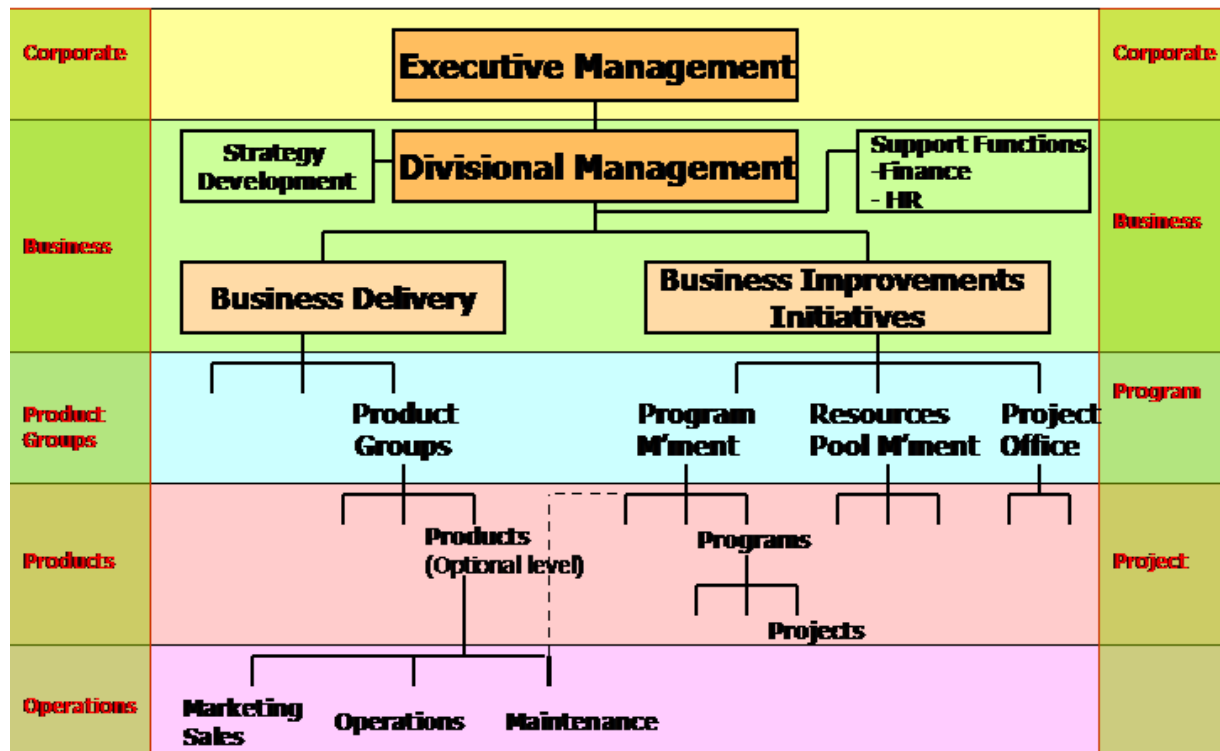 Corporate
Executive Management
Corporate
Strategy
Development
Divisional Management
Support Functions
-Finance
- HR
Business
Business
Business Delivery
Business Improvements
Initiatives
Product
Groups
Product
Groups
Program
M'ment
Resources
Pool M'ment
Project
Office
Program
Products
Products
(Optional level)
Programs
Projects
Project
Operations
Marketing
Sales
Operations
Maintenance